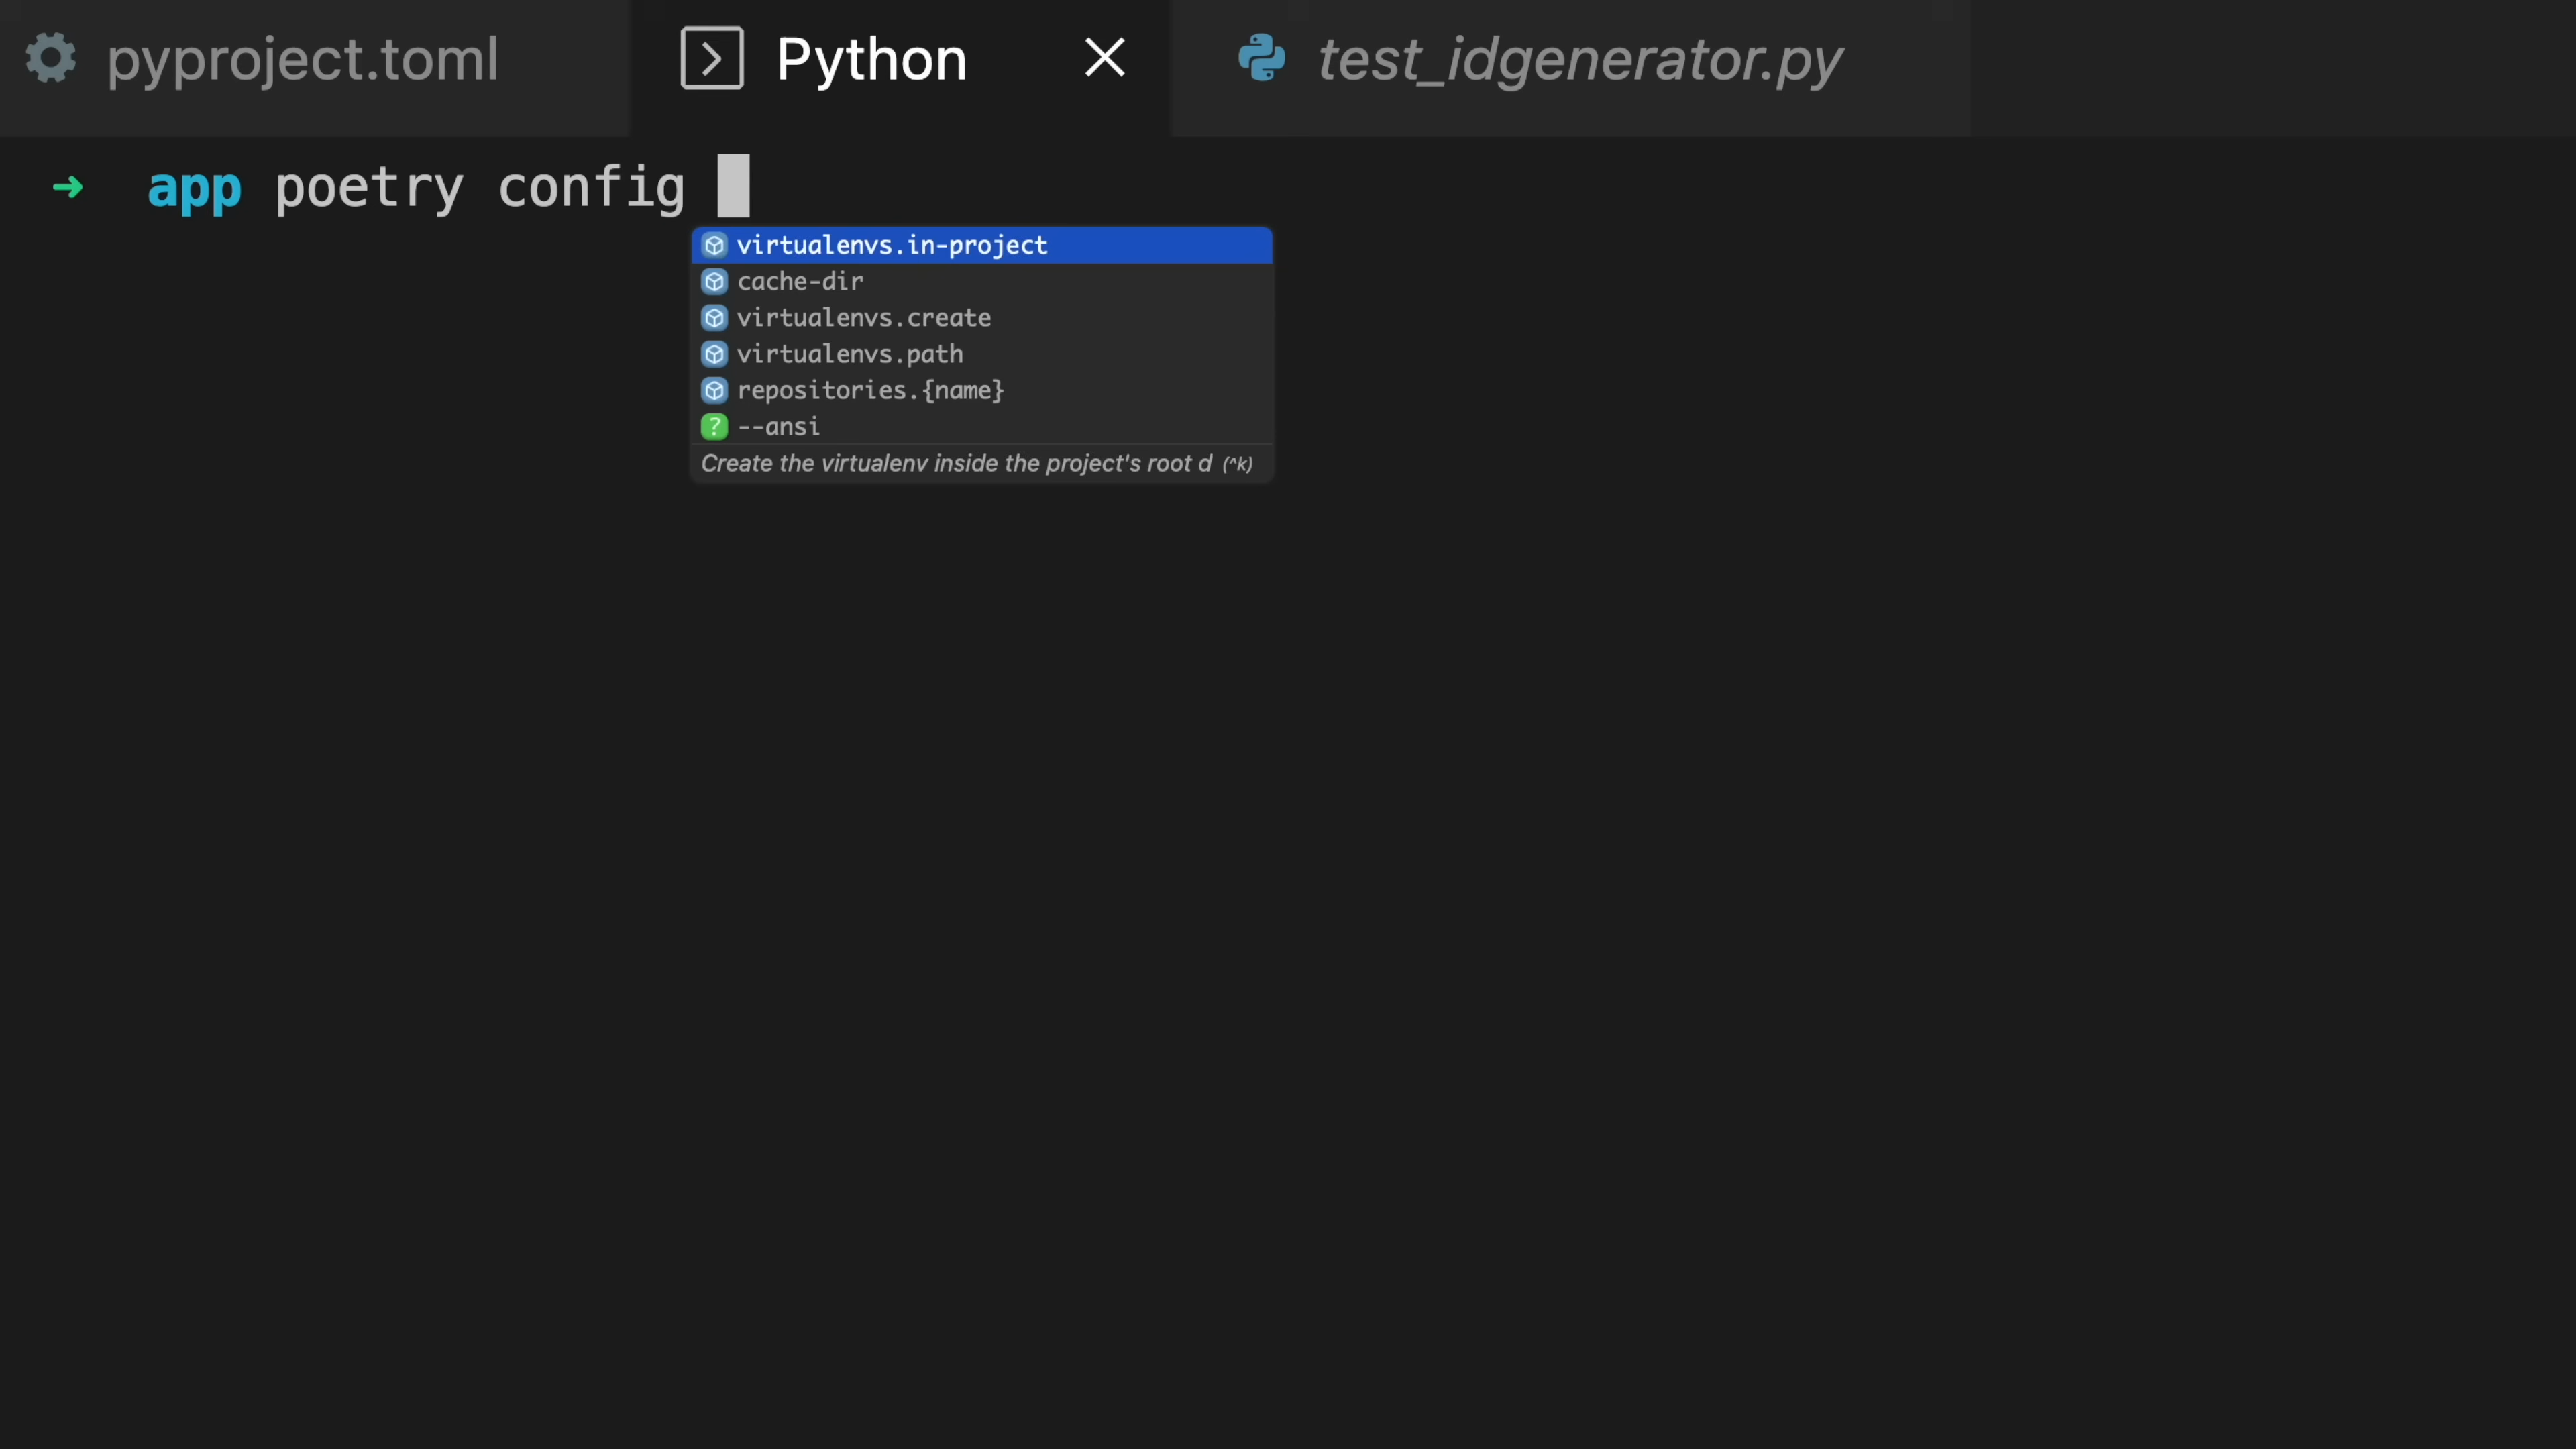 pyproject.toml
Python
test_idgenerator.py
➜ app poetry config
virtualenvs.in-project
cache-dir
virtualenvs.create
virtualenvs.path
repositories.{name}
--ansi
Create the virtualenv inside the project's root d (^k)